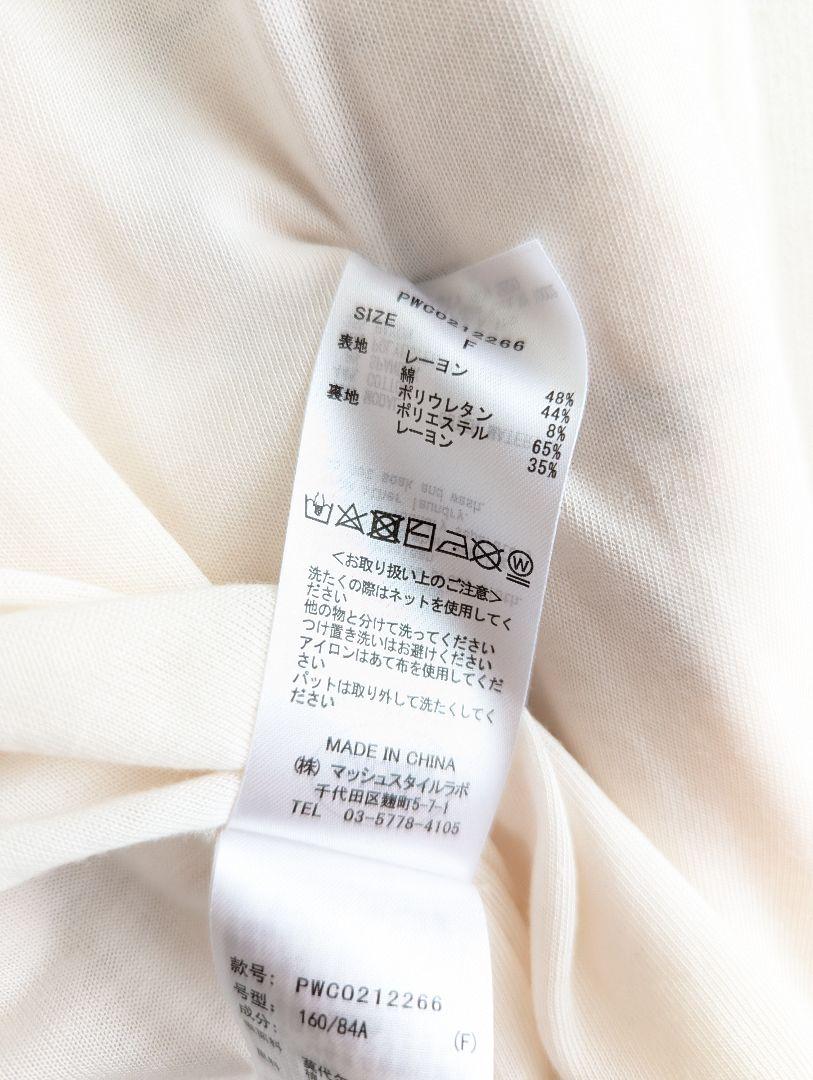 PWCO212266
SIZE F
表地 レーヨン 48%
綿 44%
ポリウレタン 8%
裏地 ポリエステル 65%
レーヨン 35%
W
<お取り扱い上のご注意>
洗たくの際はネットを使用して
ください
他の物と分けて洗ってください
つけ置き洗いはお避けください
アイロンはあて布を使用してくだ
さい
パットは取り外して洗たくしてく
ださい
MADE IN CHINA
(株) マッシュスタイルラボ
千代田区麹町5-7-1
TEL 03-5778-4105
款号: PWCO212266
号型: 160/84A (F)
成分: